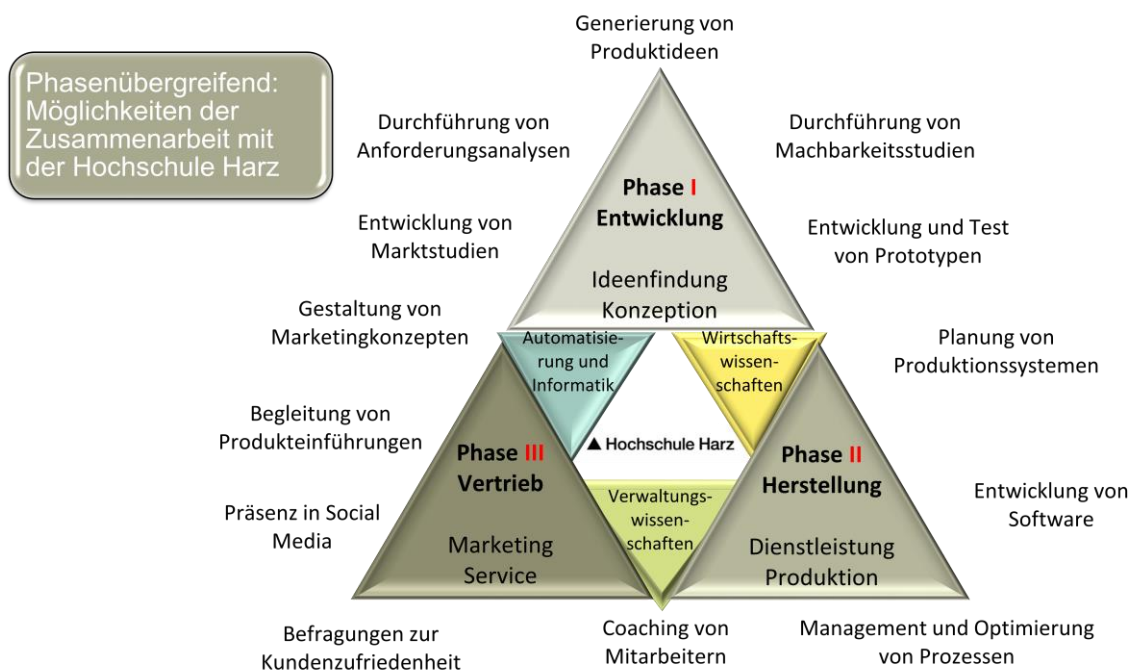 Phasenübergreifend:
Möglichkeiten der
Zusammenarbeit mit
der Hochschule Harz
Generierung von
Produktideen
Durchführung von
Anforderungsanalysen
Durchführung von
Machbarkeitsstudien
Phase I
Entwicklung
Ideenfindung
Konzeption
Entwicklung von
Marktstudien
Entwicklung und Test
von Prototypen
Gestaltung von
Marketingkonzepten
Automatisie-
rung und
Informatik
Wirtschafts-
wissen-
schaften
Planung von
Produktionssystemen
Begleitung von
Produkteinführungen
Phase III
Vertrieb
Marketing
Service
▲ Hochschule Harz
Phase II
Herstellung
Dienstleistung
Produktion
Verwaltungs-
wissen-
schaften
Entwicklung von
Software
Präsenz in Social
Media
Befragungen zur
Kundenzufriedenheit
Coaching von
Mitarbeitern
Management und Optimierung
von Prozessen